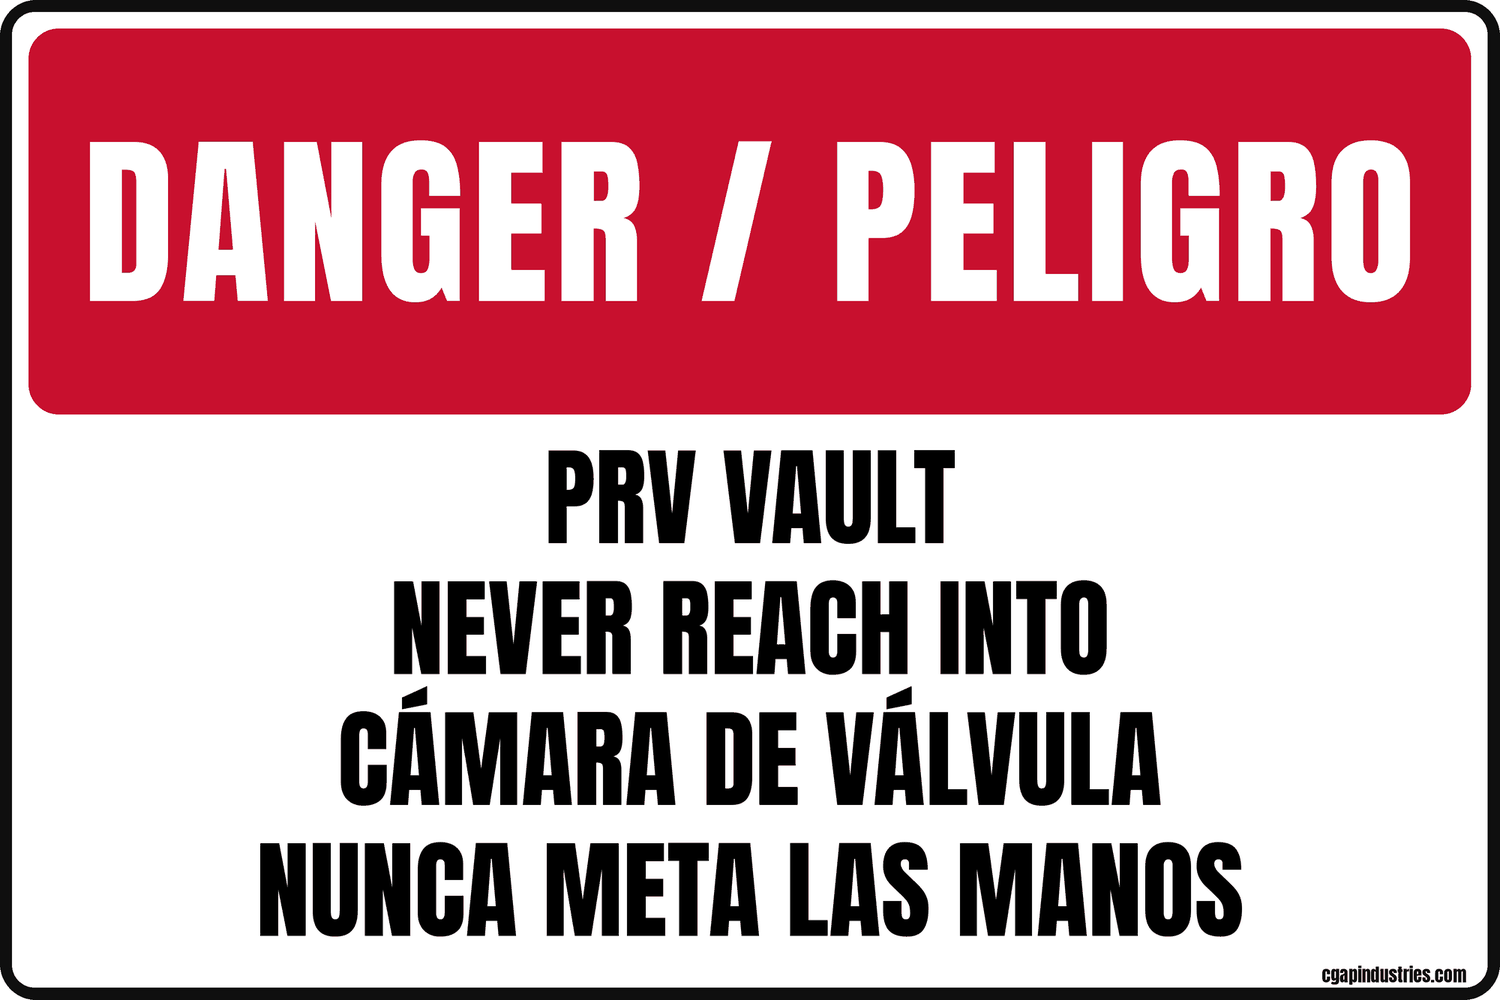 DANGER / PELIGRO
PRV VAULT
NEVER REACH INTO
CÁMARA DE VÁLVULA
NUNCA META LAS MANOS
cgapindustries.com